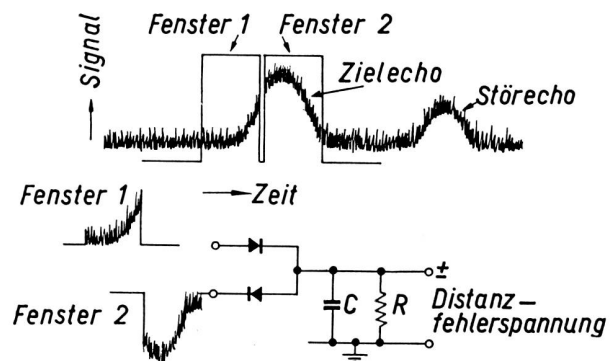 Fenster 1
Fenster 2
Signal
Zielecho
Störecho
Fenster 1
Zeit
Fenster 2
C
R
±
Distanz-
fehlerspannung